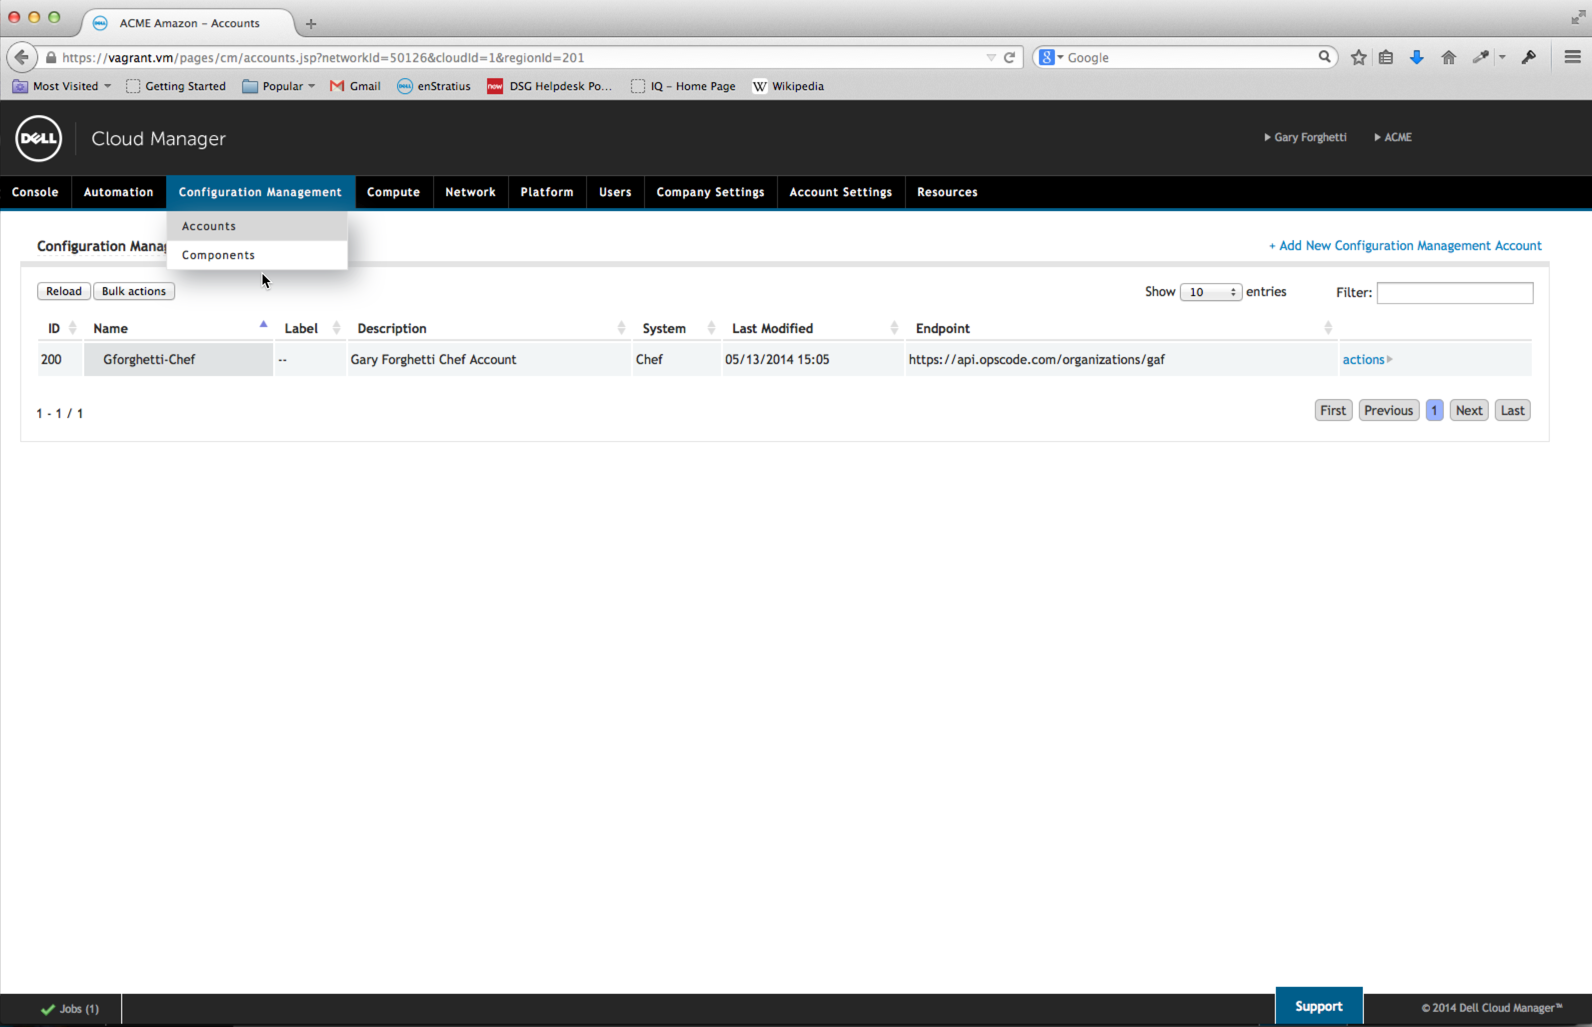 ACME Amazon – Accounts
https://vagrant.vm/pages/cm/accounts.jsp?networkId=50126&cloudId=1&regionId=201
8 Google
Most Visited Getting Started Popular Gmail enStratius now DSG Helpdesk Po... IQ – Home Page W Wikipedia
DELL Cloud Manager
Gary Forghetti ACME
Console Automation Configuration Management Compute Network Platform Users Company Settings Account Settings Resources
Accounts
Configuration Mana
+ Add New Configuration Management Account
Components
Reload Bulk actions
Show 10 entries Filter:
ID Name Label Description System Last Modified Endpoint
200 Gforghetti-Chef -- Gary Forghetti Chef Account Chef 05/13/2014 15:05 https://api.opscode.com/organizations/gaf actions
1 - 1 / 1
First Previous 1 Next Last
Jobs (1)
Support
© 2014 Dell Cloud Manager™